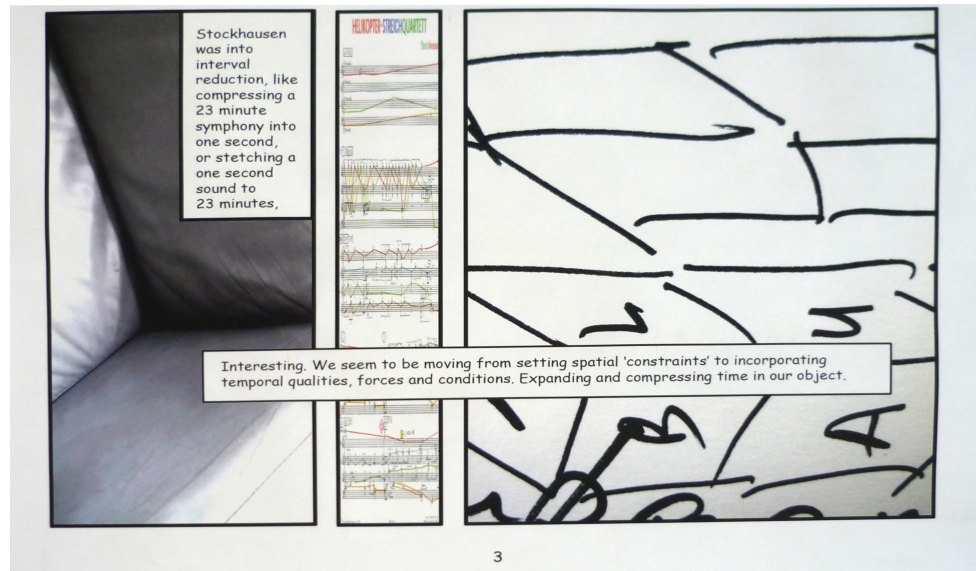 Stockhausen
was into
interval
reduction, like
compressing a
23 minute
symphony into
one second,
or stetching a
one second
sound to
23 minutes,
HELIKOPTER-STREICHQUARTETT
Interesting. We seem to be moving from setting spatial 'constraints' to incorporating
temporal qualities, forces and conditions. Expanding and compressing time in our object.
3